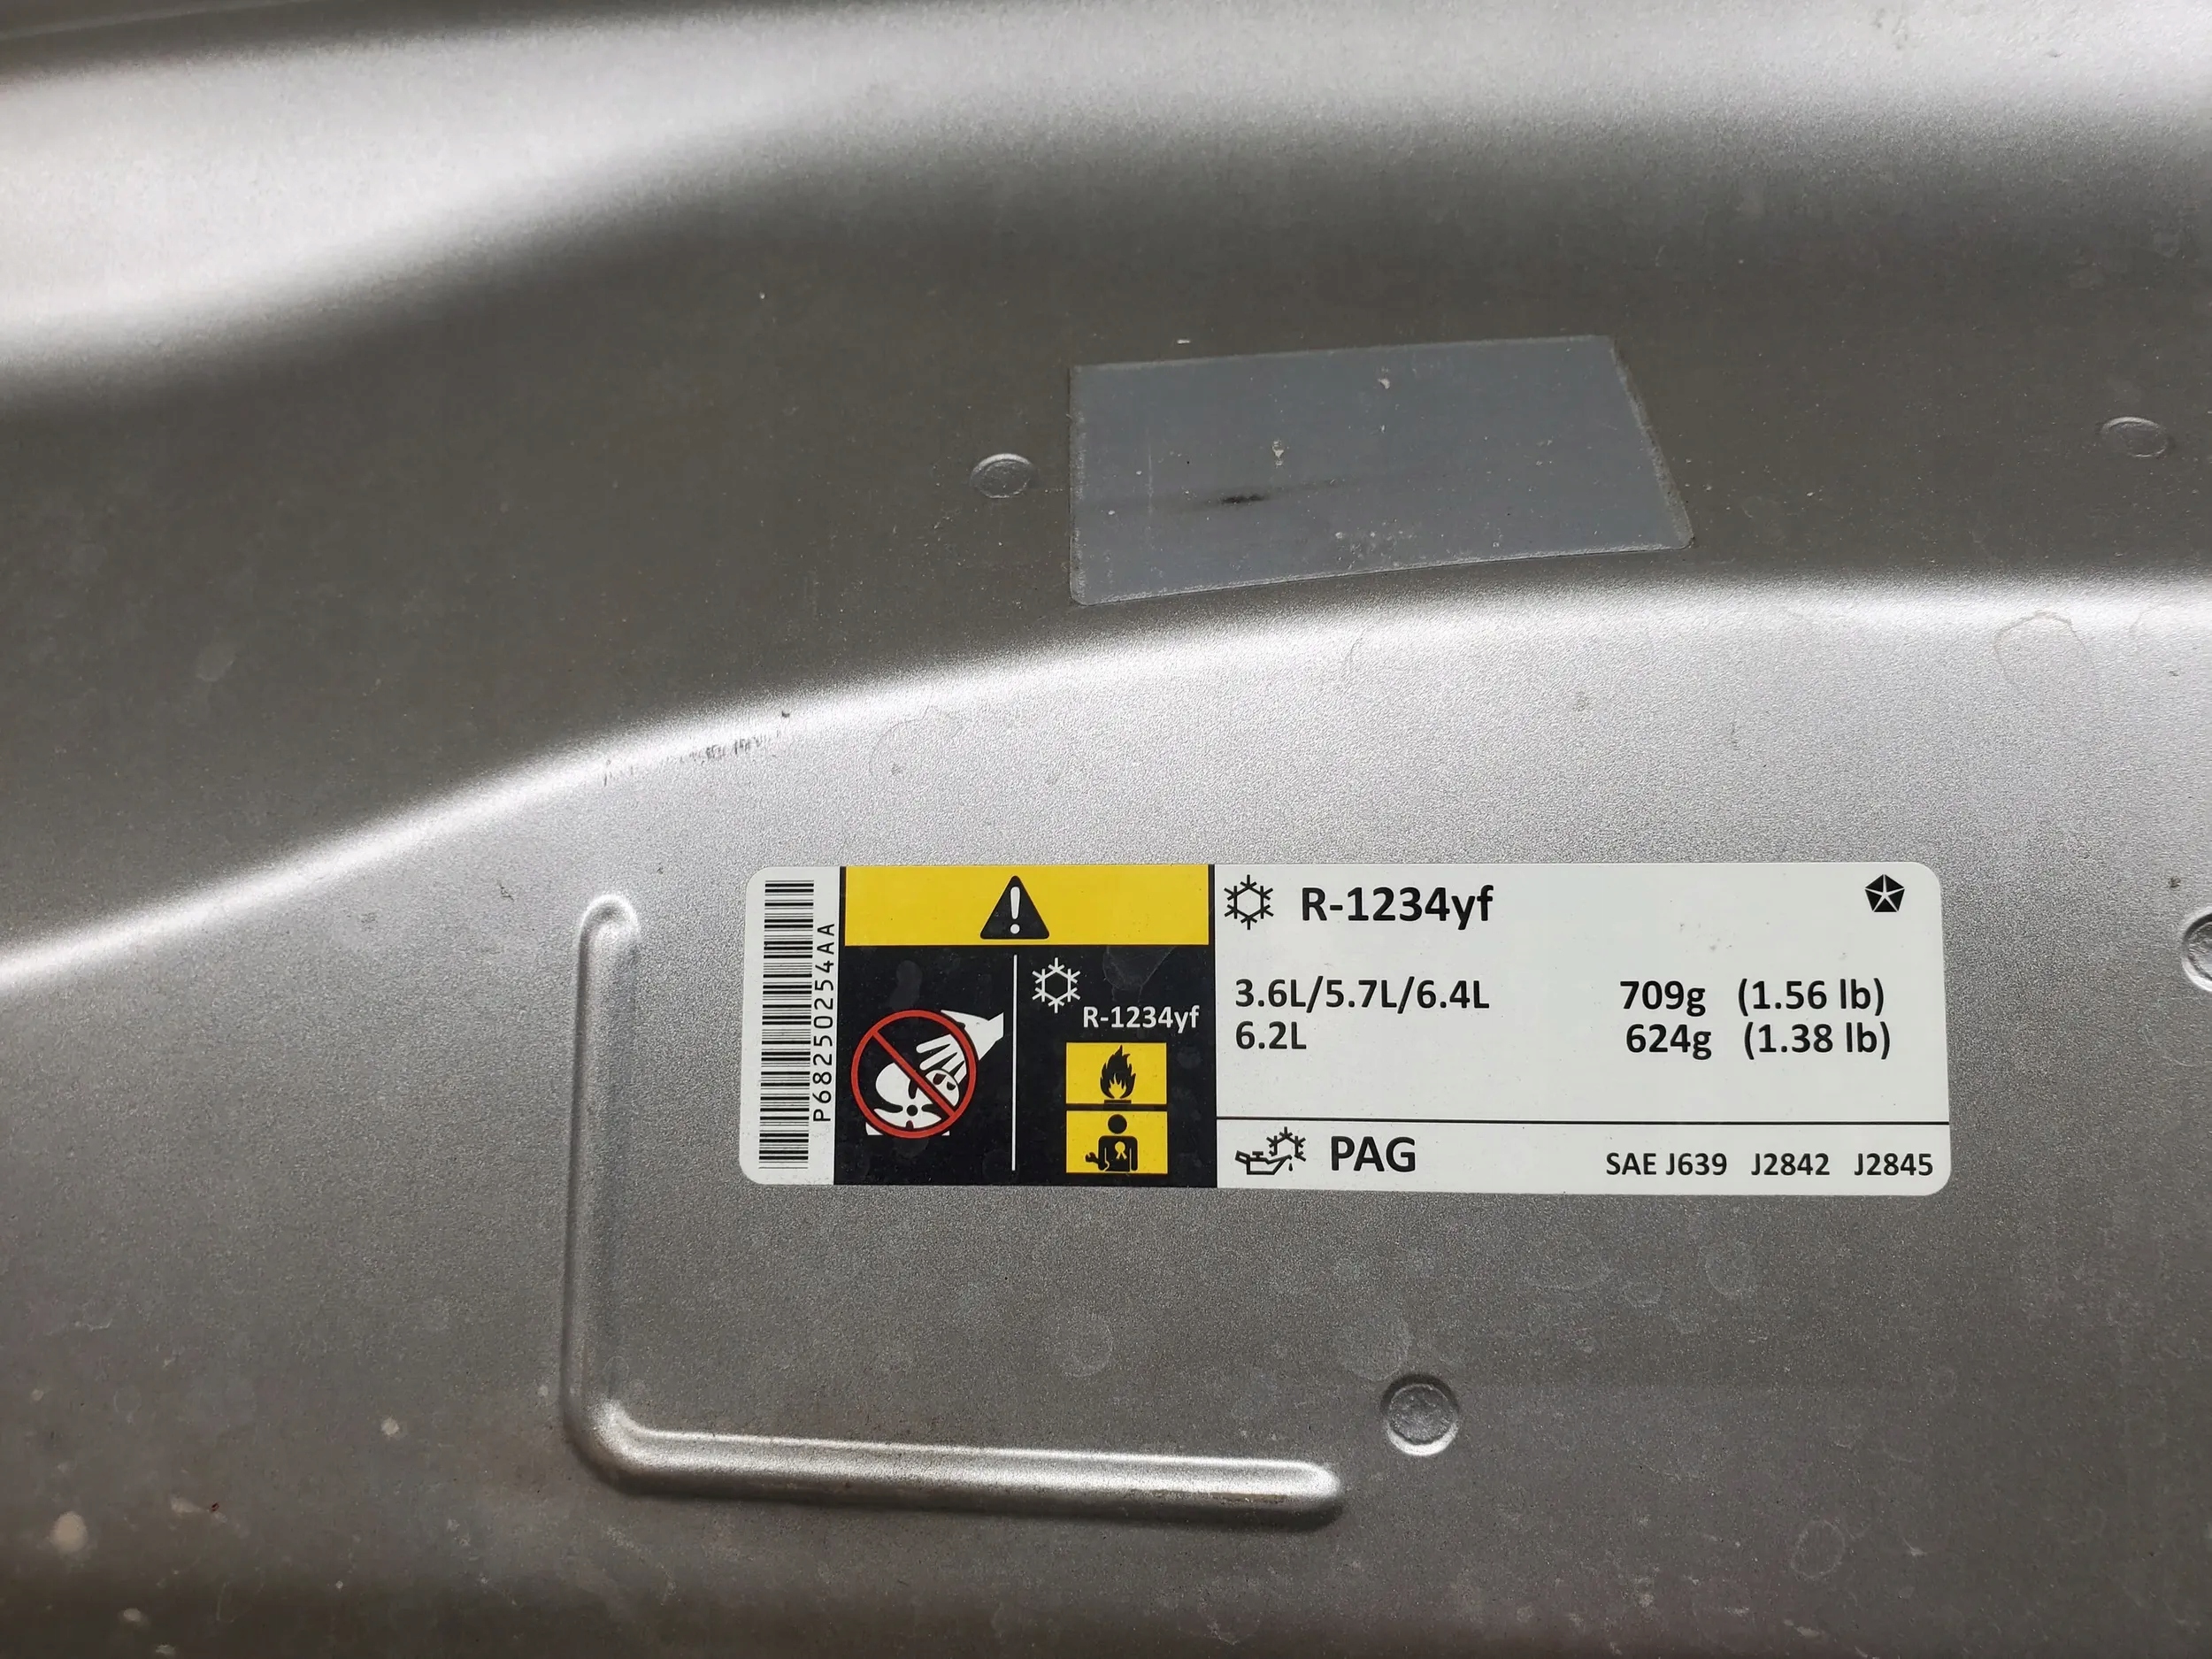 P68250254AA
R-1234yf
R-1234yf
3.6L/5.7L/6.4L 709g (1.56 lb)
6.2L 624g (1.38 lb)
PAG SAE J639 J2842 J2845